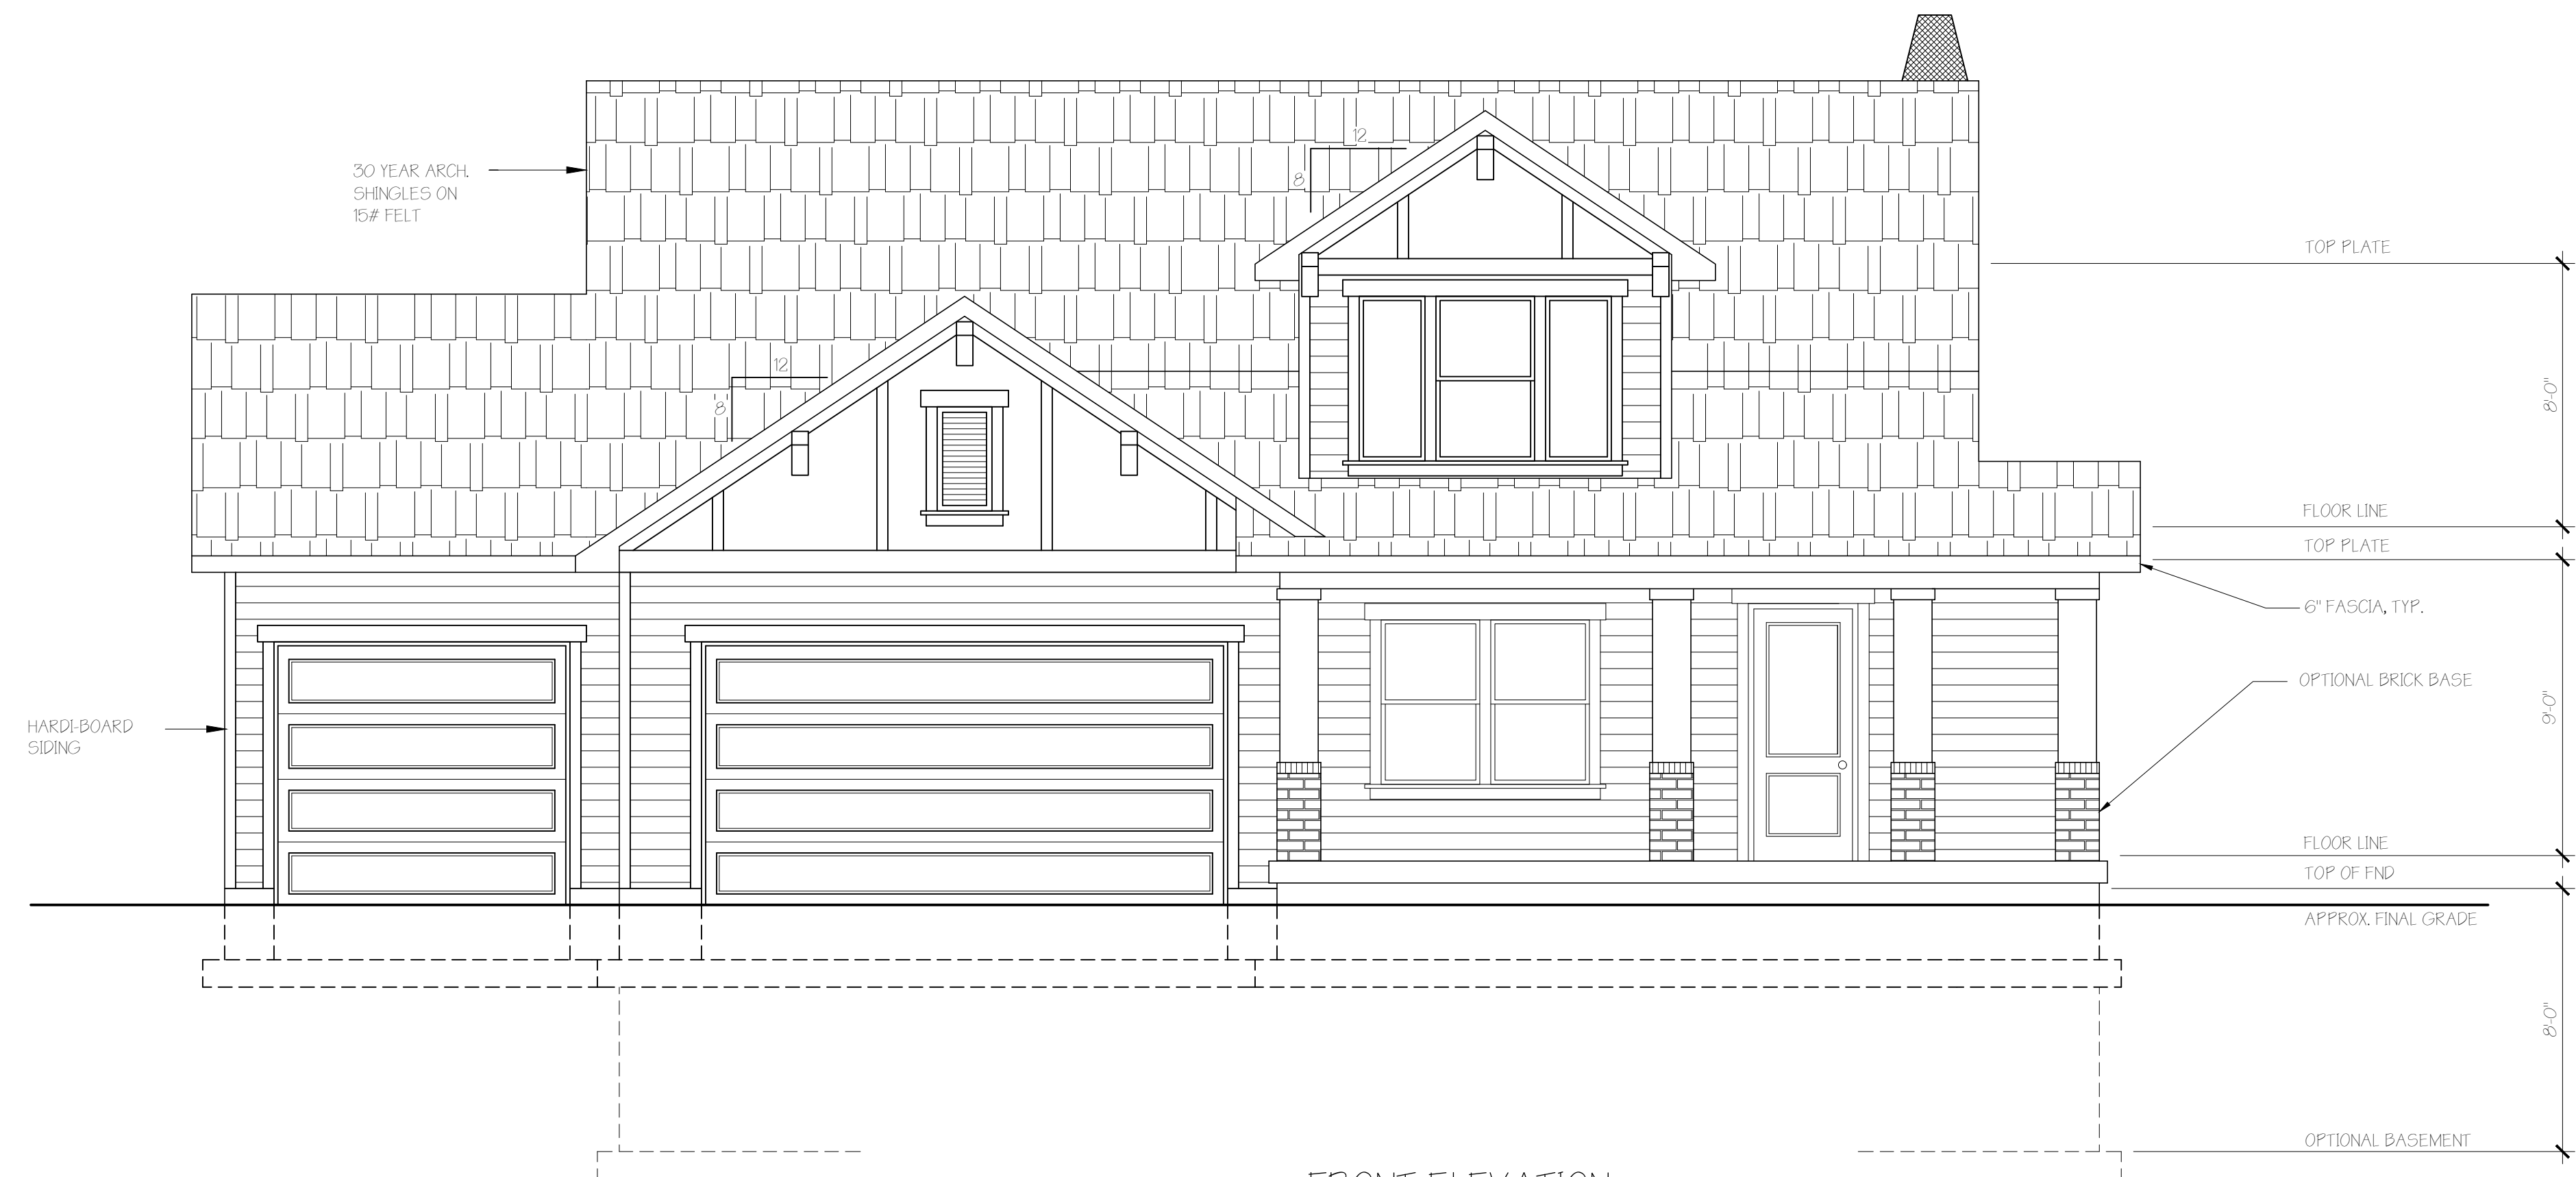 12
30 YEAR ARCH.
SHINGLES ON
15# FELT
8
TOP PLATE
12
8
8'-0"
FLOOR LINE
TOP PLATE
6" FASCIA, TYP.
OPTIONAL BRICK BASE
9'-0"
HARDI-BOARD
SIDING
FLOOR LINE
TOP OF FND
APPROX. FINAL GRADE
8'-0"
OPTIONAL BASEMENT
FRONT ELEVATION